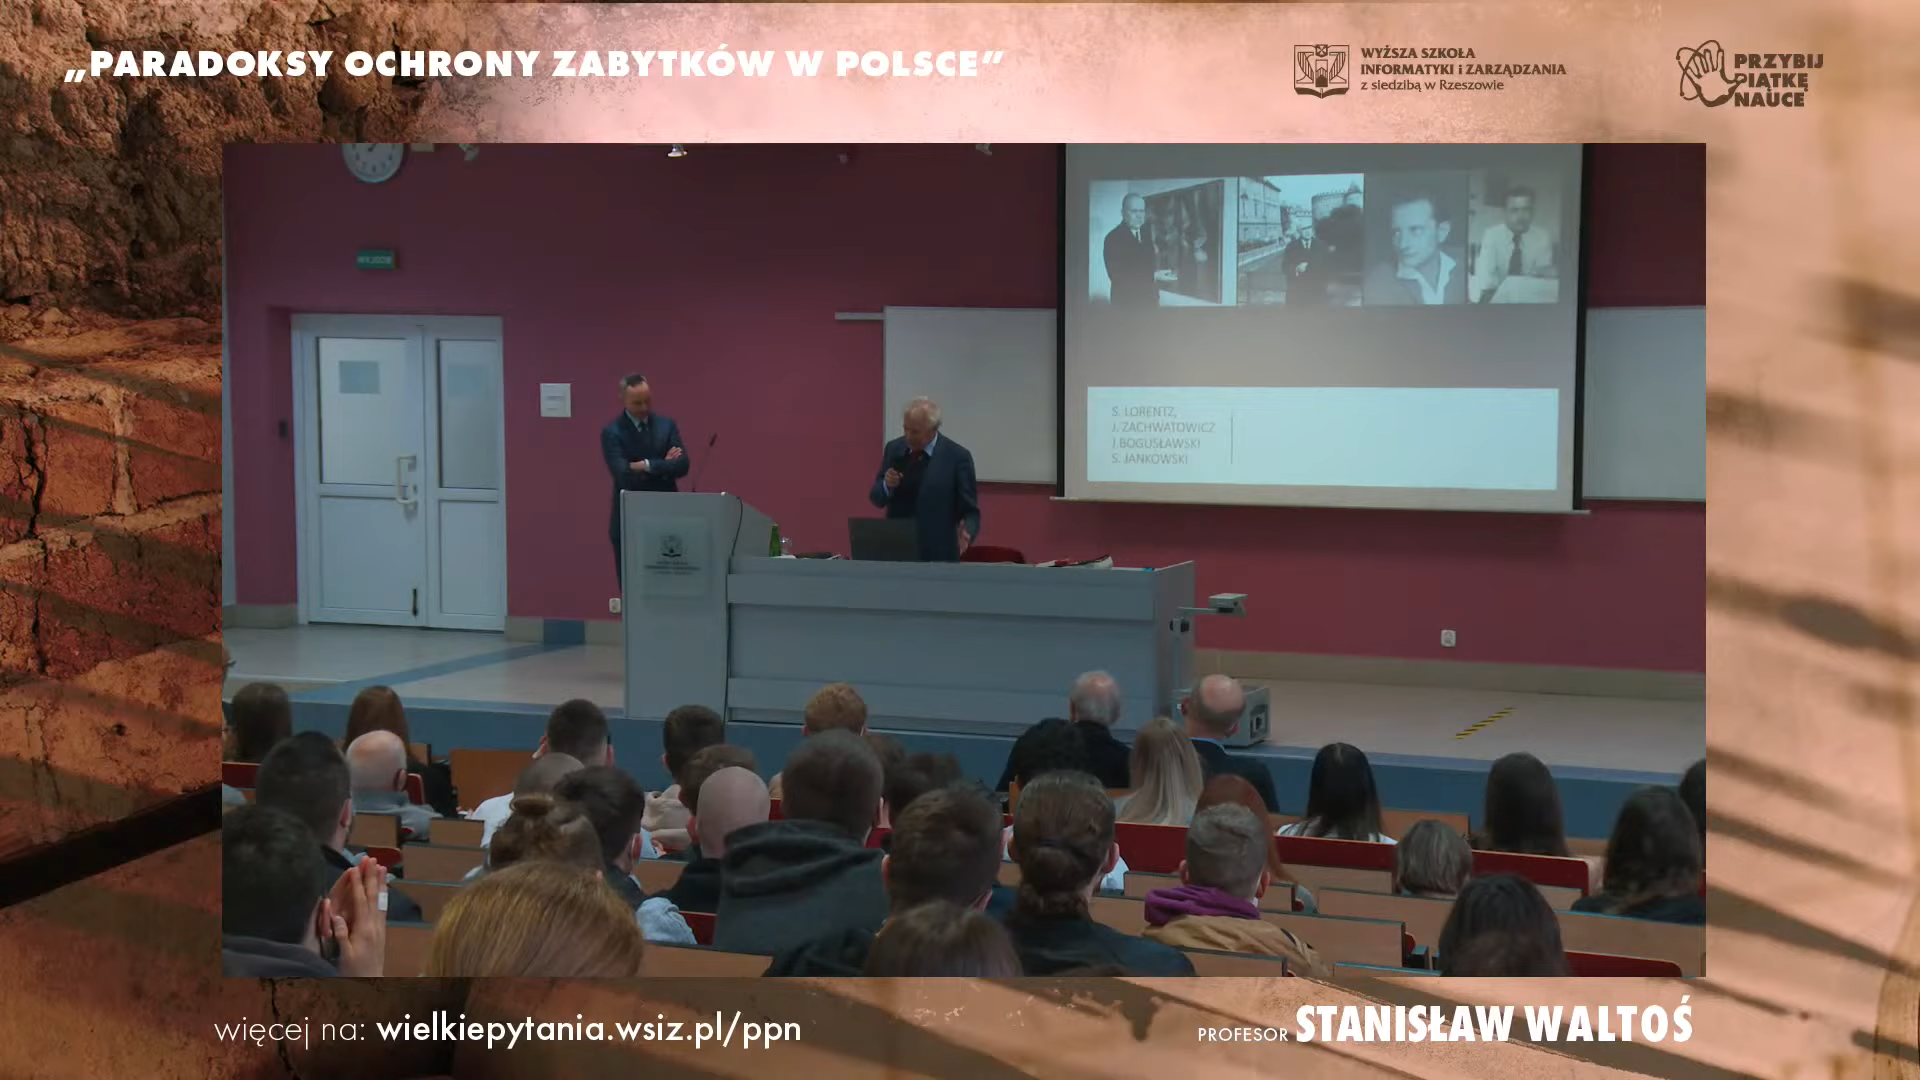 „PARADOKSY OCHRONY ZABYTKÓW W POLSCE”
WYŻSZA SZKOŁA
INFORMATYKI i ZARZĄDZANIA
z siedzibą w Rzeszowie
PRZYBIJ
PIĄTKĘ
NAUCE
WYJŚCIE
S. LORENTZ,
J. ZACHWATOWICZ
J.BOGUSŁAWSKI
S. JANKOWSKI
więcej na: wielkiepytania.wsiz.pl/ppn
PROFESOR STANISŁAW WALTOŚ